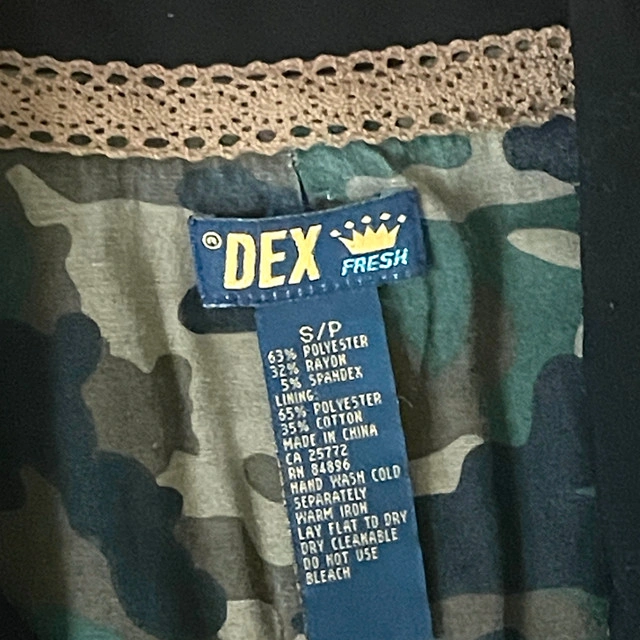 ® DEX
FRESH
S/P
63% POLYESTER
32% RAYON
5% SPANDEX
LINING:
65% POLYESTER
35% COTTON
MADE IN CHINA
CA 25772
RN 84896
HAND WASH COLD
SEPARATELY
WARM IRON
LAY FLAT TO DRY
DRY CLEANABLE
DO NOT USE
BLEACH